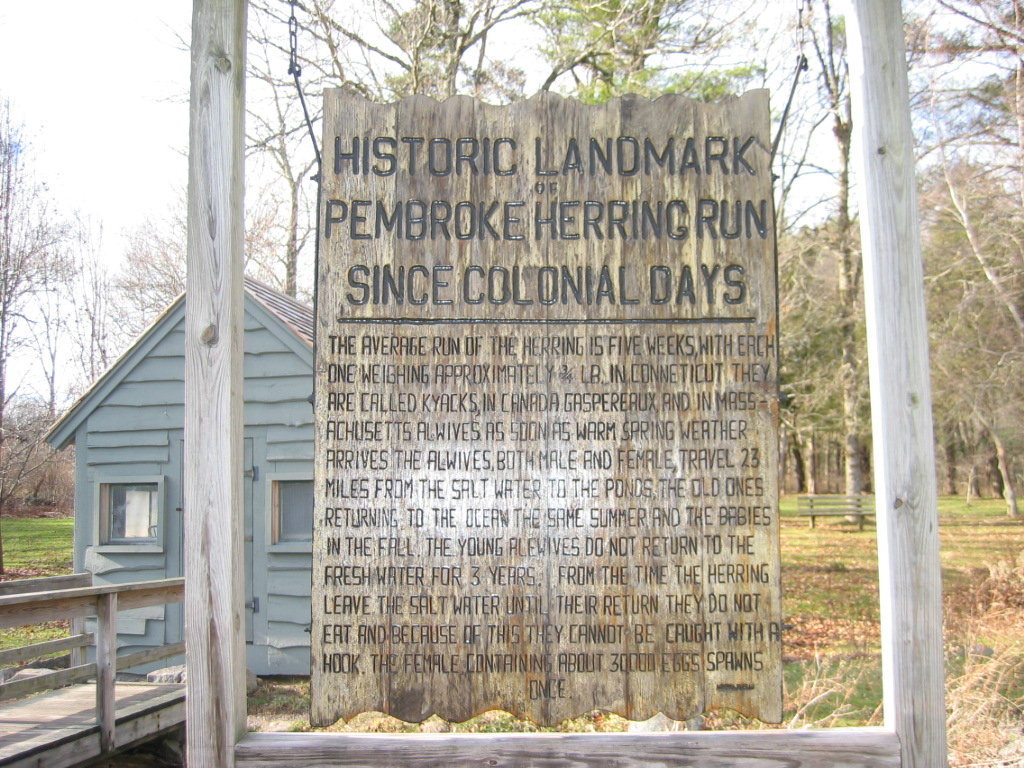 HISTORIC LANDMARK
OF
PEMBROKE HERRING RUN
SINCE COLONIAL DAYS
THE AVERAGE RUN OF THE HERRING IS FIVE WEEKS, WITH EACH
ONE WEIGHING APPROXIMATELY 3/4 LB. IN CONNETICUT THEY
ARE CALLED KYACKS, IN CANADA GASPEREAUX, AND IN MASS-
ACHUSETTS ALWIVES. AS SOON AS WARM SPRING WEATHER
ARRIVES THE ALWIVES, BOTH MALE AND FEMALE, TRAVEL 23
MILES FROM THE SALT WATER TO THE PONDS, THE OLD ONES
RETURNING TO THE OCEAN THE SAME SUMMER AND THE BABIES
IN THE FALL. THE YOUNG ALEWIVES DO NOT RETURN TO THE
FRESH WATER FOR 3 YEARS. FROM THE TIME THE HERRING
LEAVE THE SALT WATER UNTIL THEIR RETURN THEY DO NOT
EAT AND BECAUSE OF THIS THEY CANNOT BE CAUGHT WITH A
HOOK. THE FEMALE, CONTAINING ABOUT 30000 EGGS SPAWNS
ONCE.